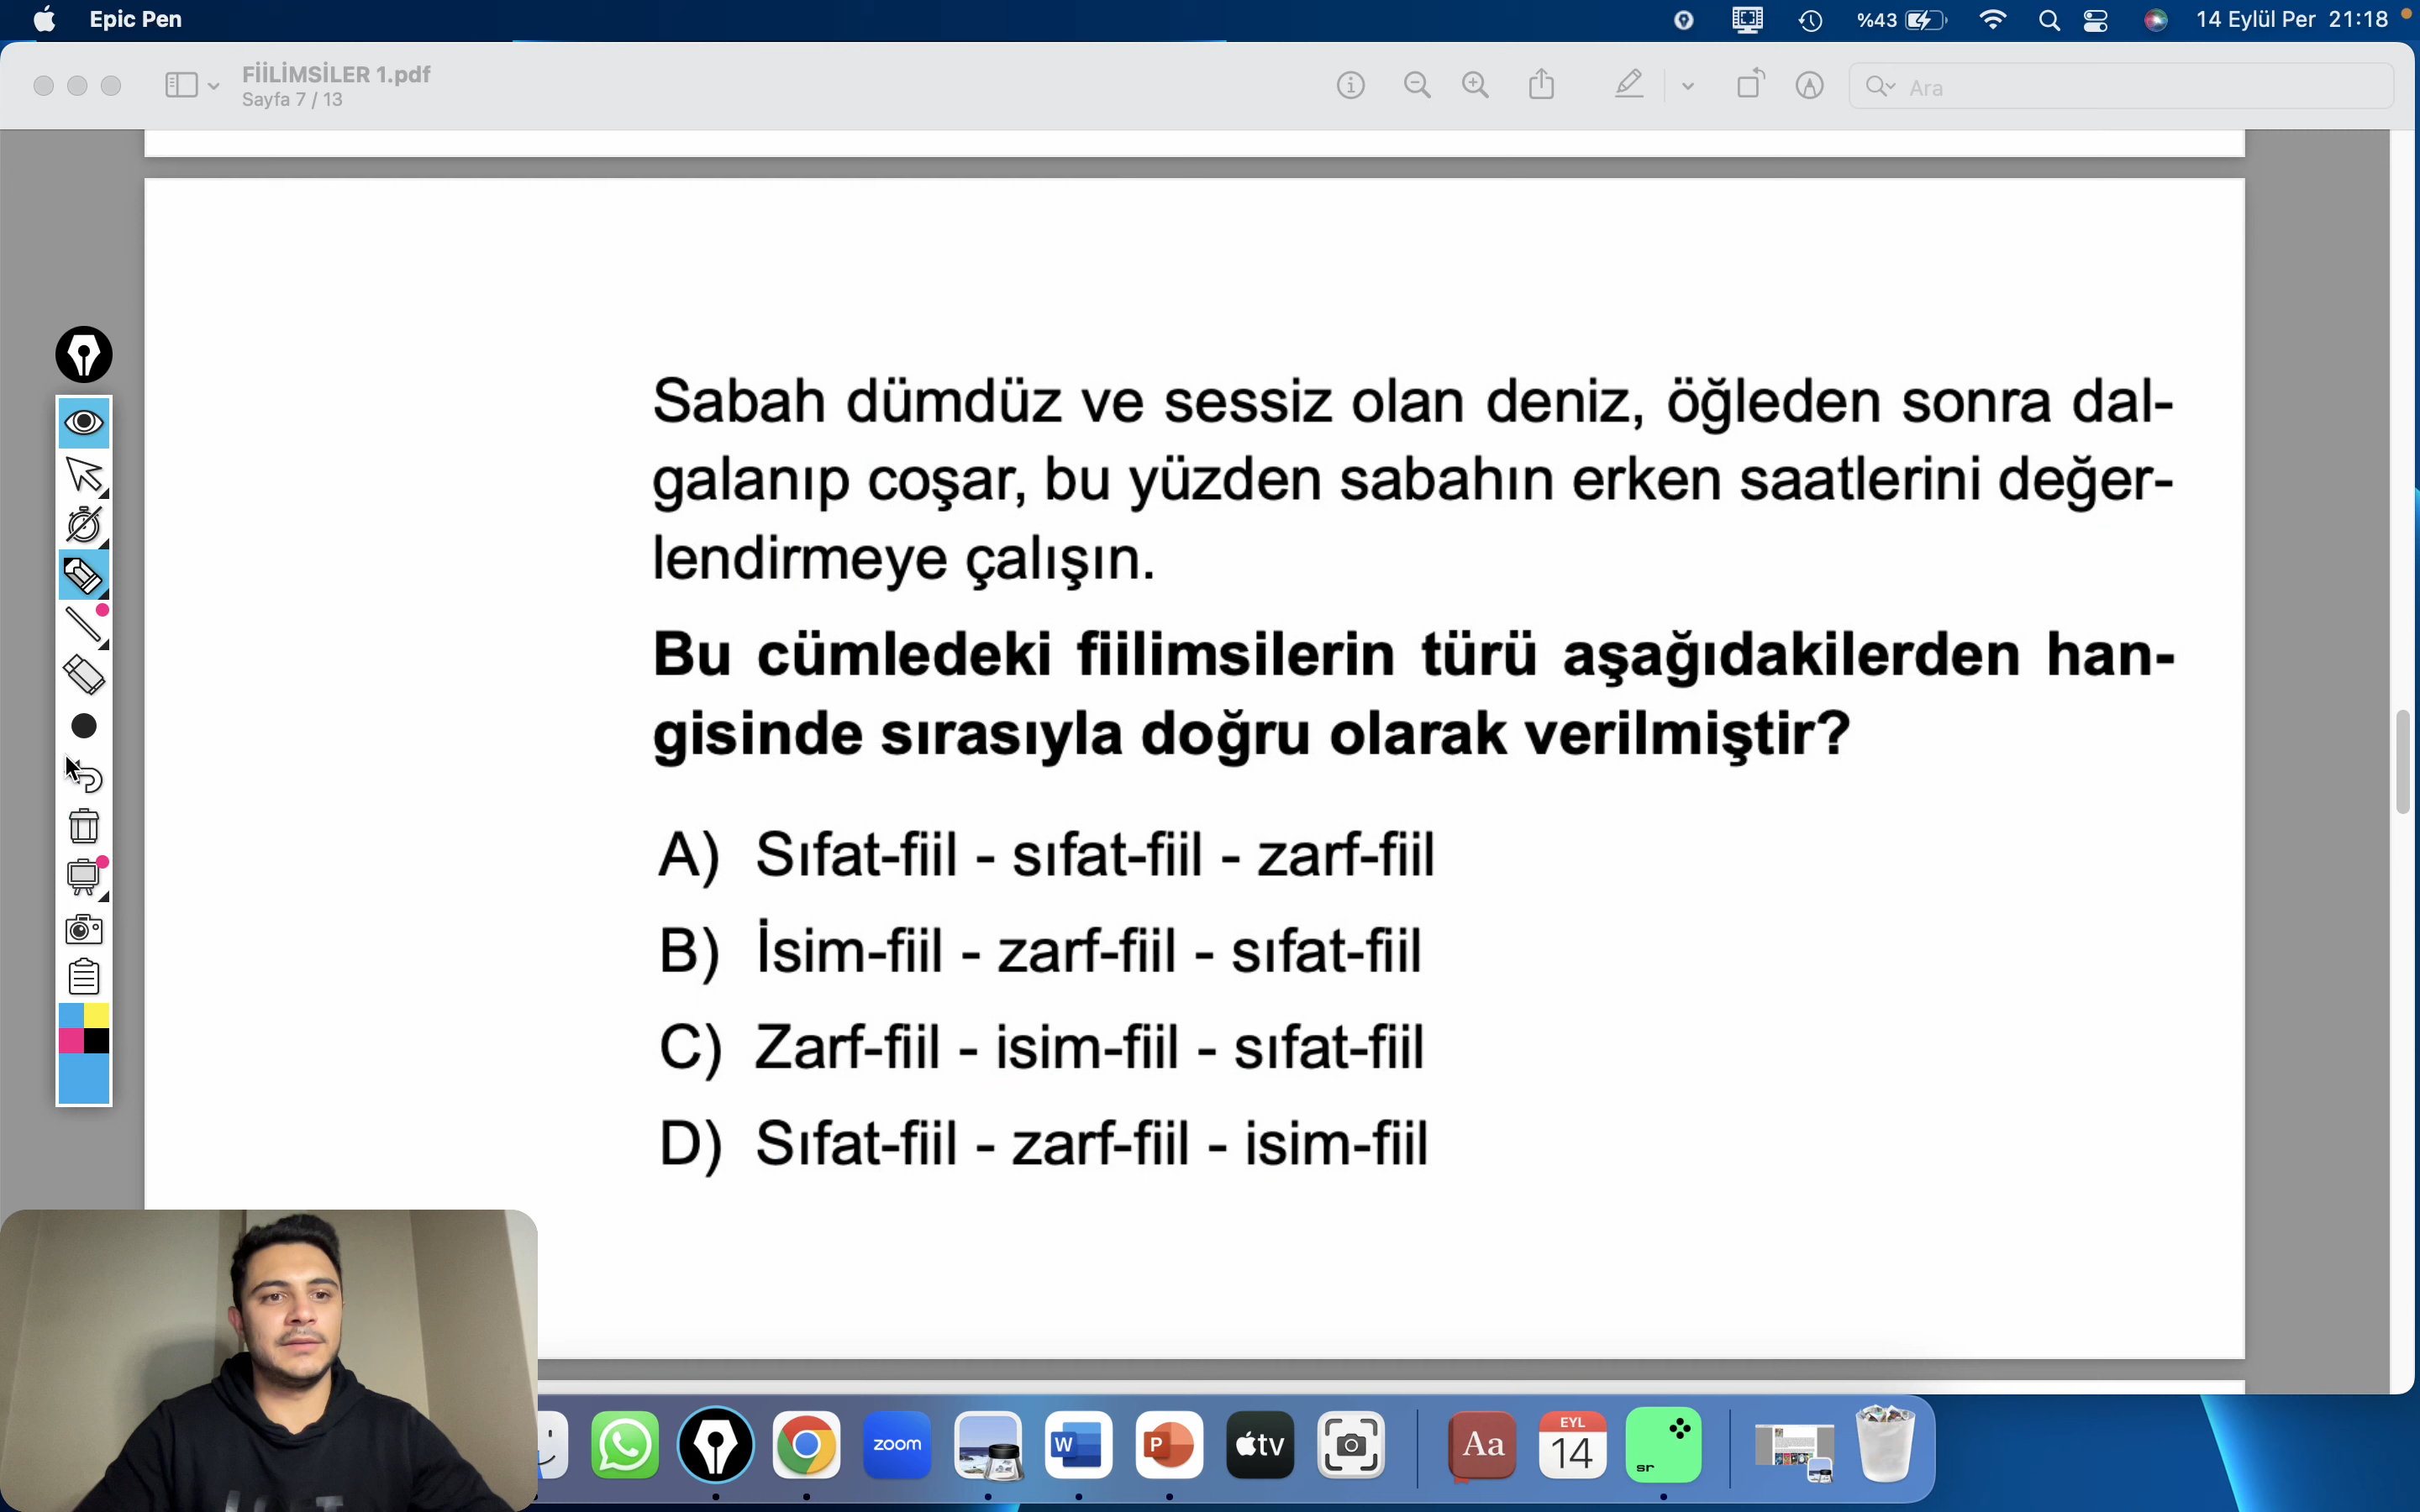 Epic Pen
%43
14 Eylül Per 21:18
FİİLİMSİLER 1.pdf
Sayfa 7 / 13
Ara
Sabah dümdüz ve sessiz olan deniz, öğleden sonra dal-
galanıp coşar, bu yüzden sabahın erken saatlerini değer-
lendirmeye çalışın.
Bu cümledeki fiilimsilerin türü aşağıdakilerden han-
gisinde sırasıyla doğru olarak verilmiştir?
A) Sıfat-fiil - sıfat-fiil - zarf-fiil
B) İsim-fiil - zarf-fiil - sıfat-fiil
C) Zarf-fiil - isim-fiil - sıfat-fiil
D) Sıfat-fiil - zarf-fiil - isim-fiil
zoom
W
P
tv
Aa
EYL
14
sr